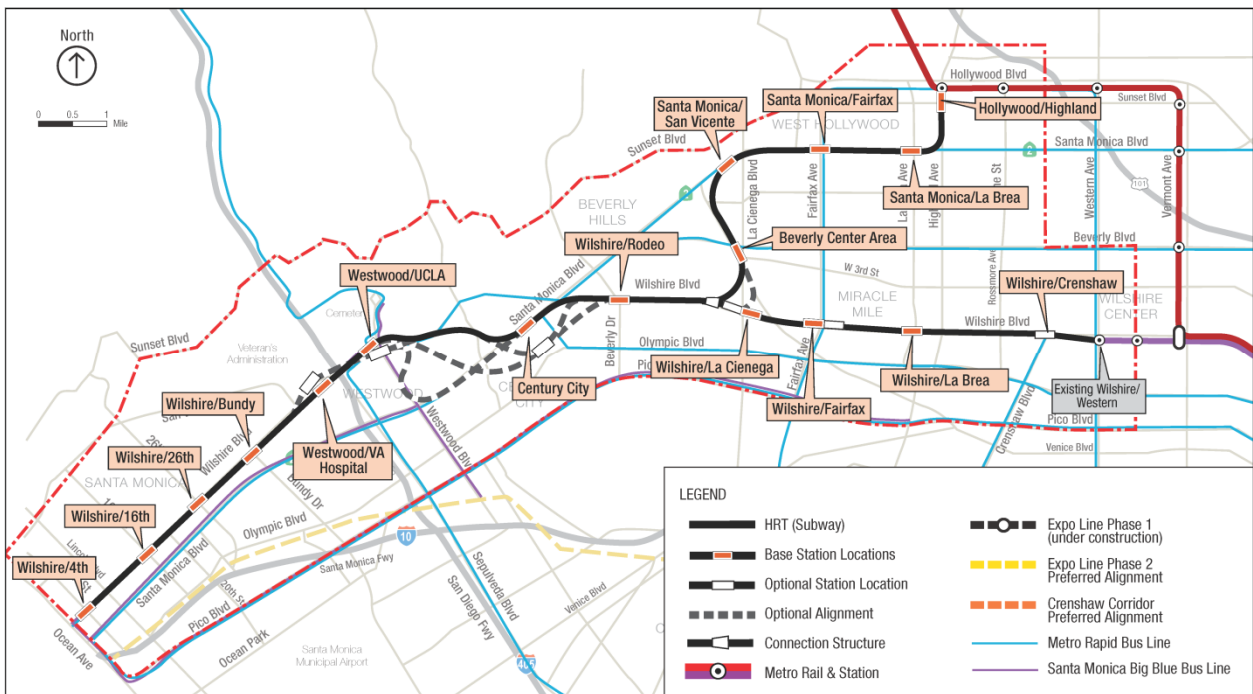 North
0 0.5 1
Mile
Hollywood Blvd
Sunset Blvd
Hollywood/Highland
Santa Monica/
San Vicente
Santa Monica/Fairfax
WEST HOLLYWOOD
Santa Monica Blvd
2
101
Sunset Blvd
Santa Monica/La Brea
La Cienega Blvd
Fairfax Ave
Western Ave
Vermont Ave
2
BEVERLY
HILLS
Beverly Center Area
Beverly Blvd
Wilshire/Rodeo
W 3rd St
Rossmore Ave
Westwood/UCLA
Santa Monica Blvd
Wilshire Blvd
MIRACLE
MILE
Wilshire/Crenshaw
WILSHIRE
CENTER
Wilshire Blvd
Cemetery
Beverly Dr
Olympic Blvd
Sunset Blvd
Veteran's
Administration
Wilshire/La Cienega
Fairfax Ave
Wilshire/La Brea
Existing Wilshire/
Western
Century City
WESTWOOD
Wilshire/Fairfax
Crenshaw Blvd
Pico Blvd
Venice Blvd
Wilshire/Bundy
Wilshire Blvd
Westwood/VA
Hospital
Westwood Blvd
Wilshire/26th
SANTA MONICA
Bundy Dr
Wilshire/16th
Olympic Blvd
10
Santa Monica Fwy
Wilshire/4th
Santa Monica Blvd
20th St
Pico Blvd
Sepulveda Blvd
San Diego Fwy
Venice Blvd
Ocean Ave
Ocean Park
Santa Monica
Municipal Airport
405
LEGEND
HRT (Subway)
Base Station Locations
Optional Station Location
Optional Alignment
Connection Structure
Metro Rail & Station
Expo Line Phase 1
(under construction)
Expo Line Phase 2
Preferred Alignment
Crenshaw Corridor
Preferred Alignment
Metro Rapid Bus Line
Santa Monica Big Blue Bus Line